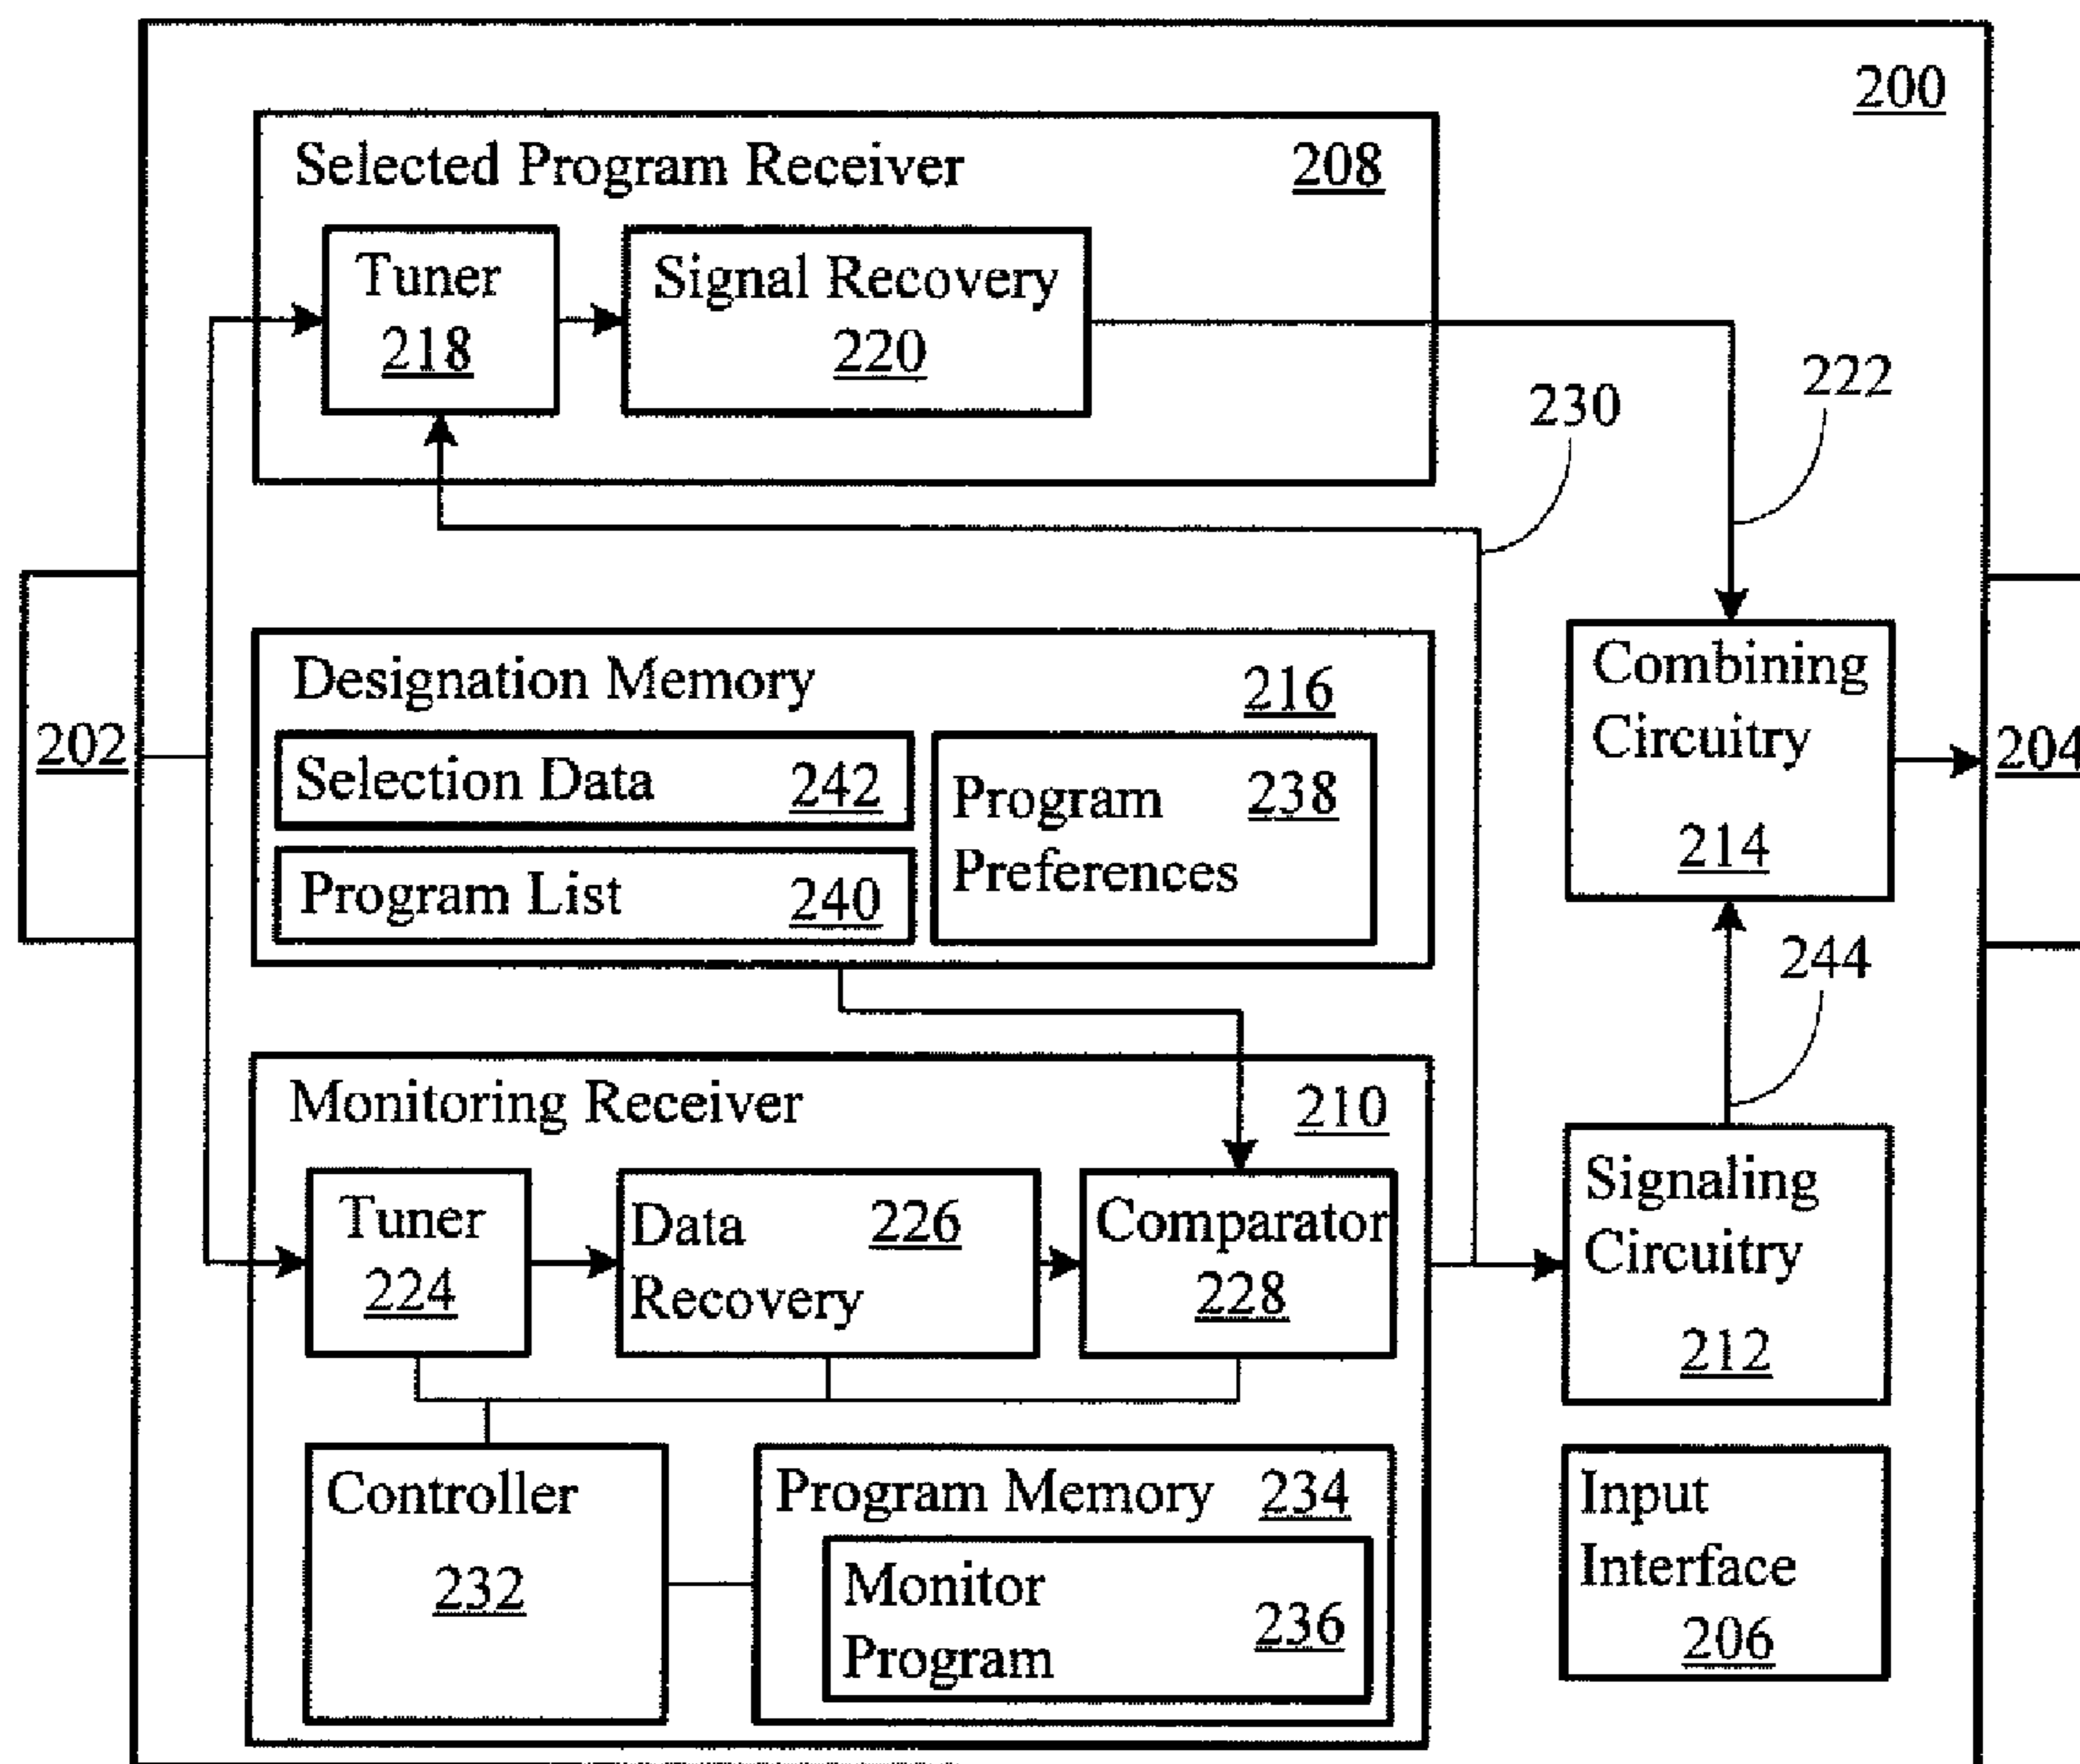 200
Selected Program Receiver 208
Tuner
218
Signal Recovery
220
222
230
202
Designation Memory 216
Selection Data 242
Program List 240
Program 238
Preferences
Combining
Circuitry
214
204
244
Monitoring Receiver 210
Tuner
224
Data 226
Recovery
Comparator
228
Signaling
Circuitry
212
Controller
232
Program Memory 234
Monitor
Program
236
Input
Interface
206